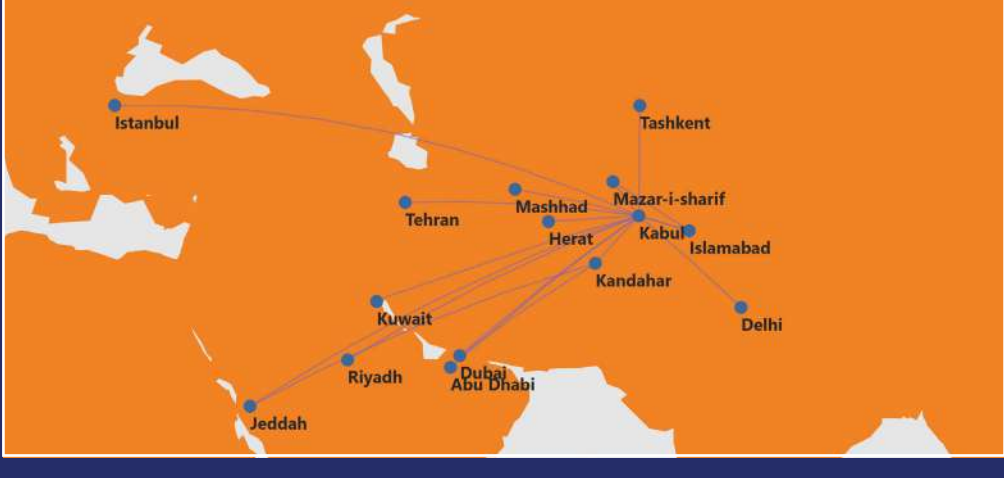 Istanbul
Tashkent
Mazar-i-sharif
Mashhad
Tehran
Herat
Kabul
Islamabad
Kandahar
Kuwait
Delhi
Dubai
Riyadh
Abu Dhabi
Jeddah